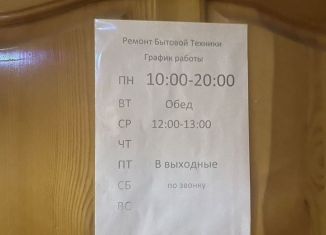 Ремонт Бытовой Техники
График работы
ПН 10:00-20:00
ВТ Обед
СР 12:00-13:00
ЧТ
ПТ В выходные
СБ по звонку
ВС